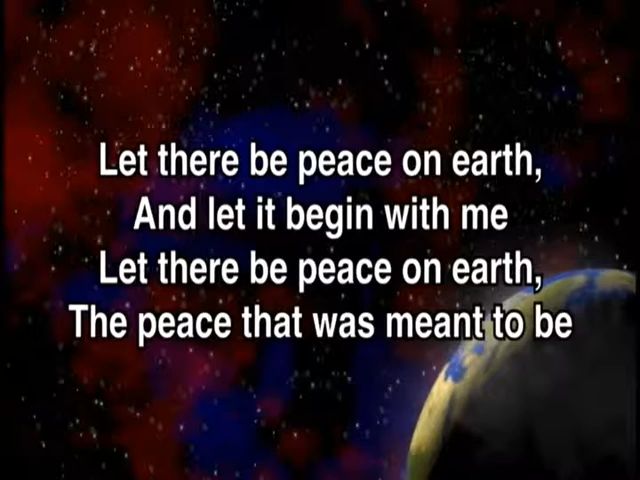 Let there be peace on earth,
And let it begin with me
Let there be peace on earth,
The peace that was meant to be